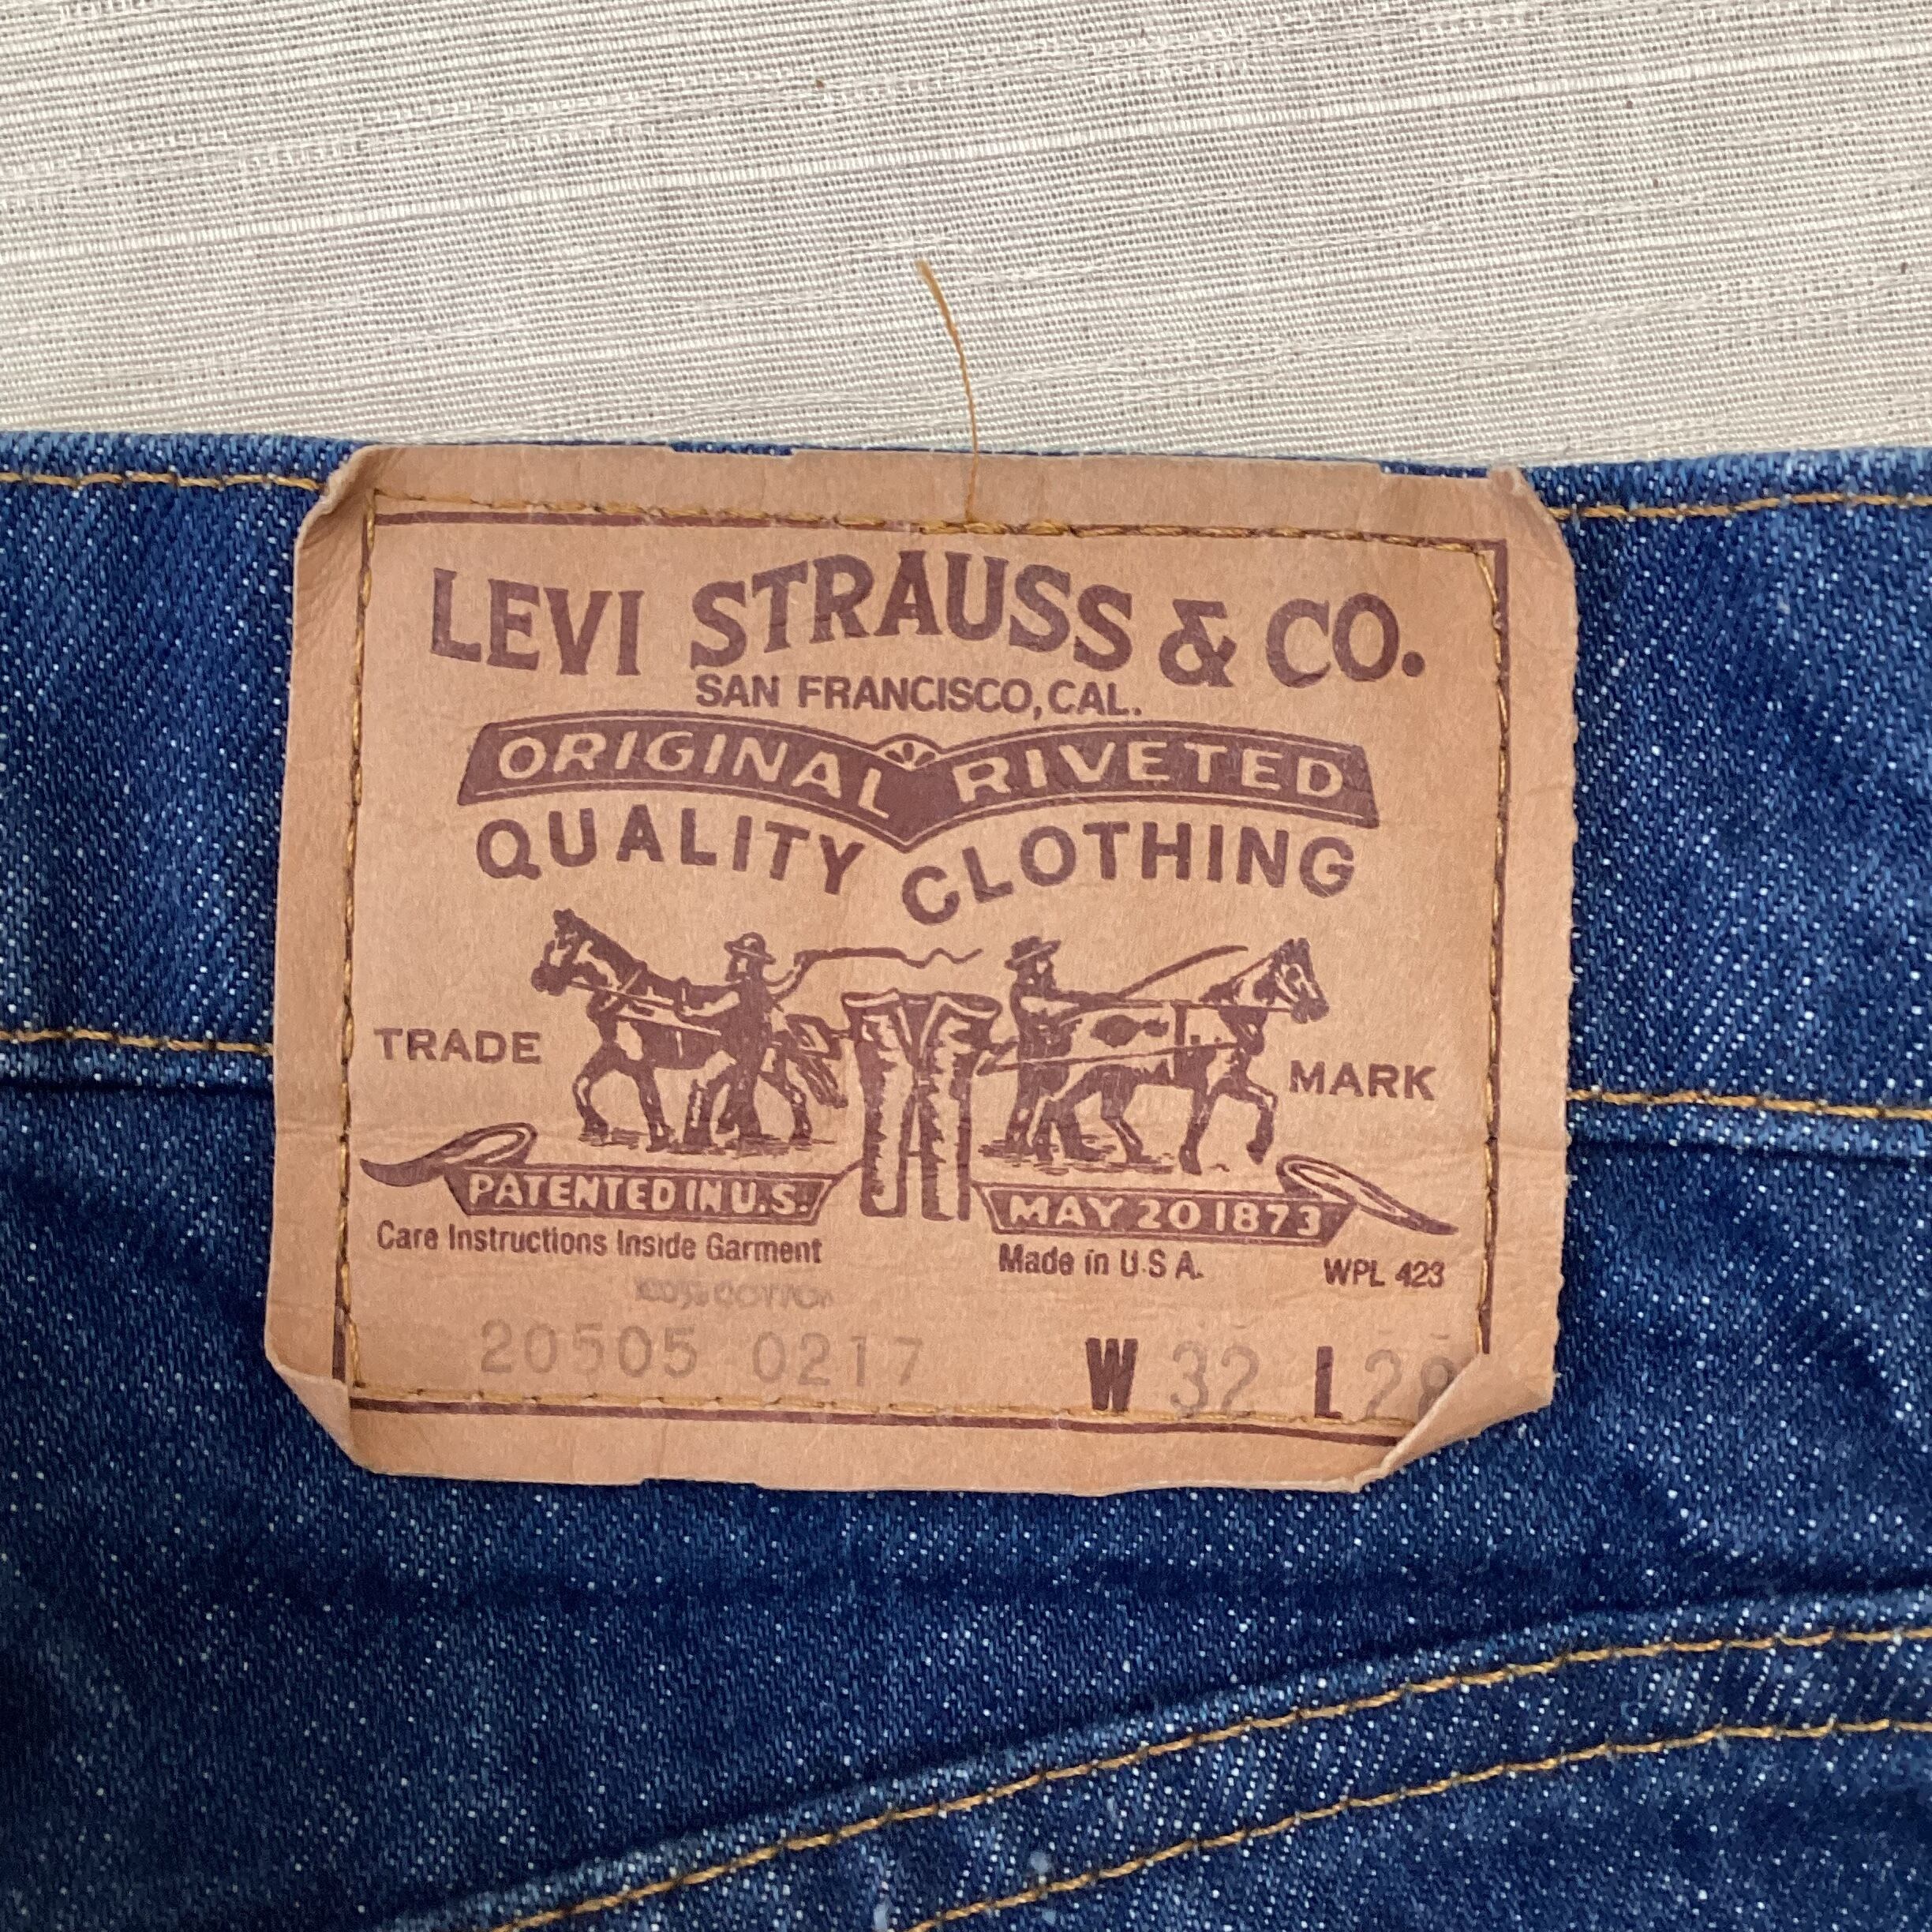 LEVI STRAUSS & CO.
SAN FRANCISCO, CAL.
ORIGINAL RIVETED
QUALITY CLOTHING
TRADE MARK
PATENTED IN U.S. MAY 20 1873
Care Instructions Inside Garment Made in U.S.A. WPL 423
COTTON
20505 0217 W 32 L 28